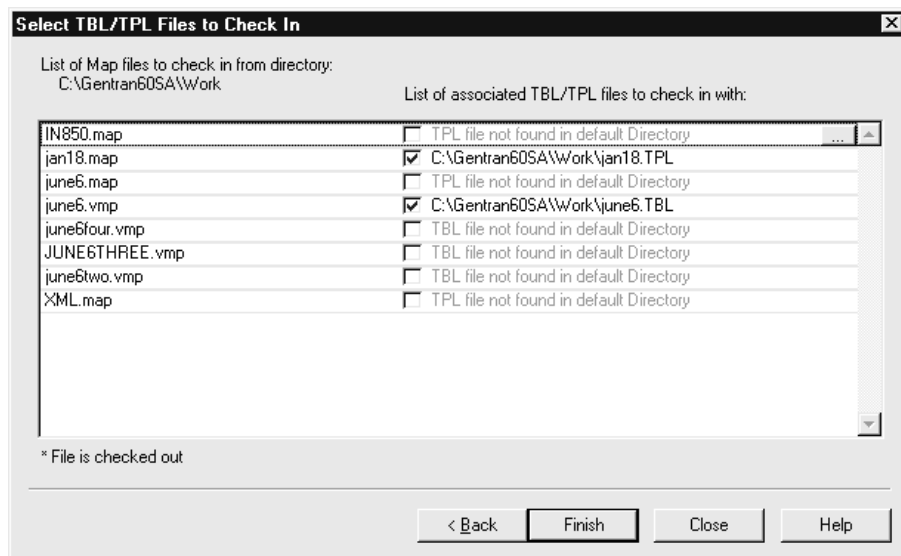 Select TBL/TPL Files to Check In
List of Map files to check in from directory:
C:\Gentran60SA\Work
List of associated TBL/TPL files to check in with:
IN850.map TPL file not found in default Directory ...
jan18.map C:\Gentran60SA\Work\jan18.TPL
june6.map TPL file not found in default Directory
june6.vmp C:\Gentran60SA\Work\june6.TBL
june6four.vmp TBL file not found in default Directory
JUNE6THREE.vmp TBL file not found in default Directory
june6two.vmp TBL file not found in default Directory
XML.map TPL file not found in default Directory
* File is checked out
< Back Finish Close Help